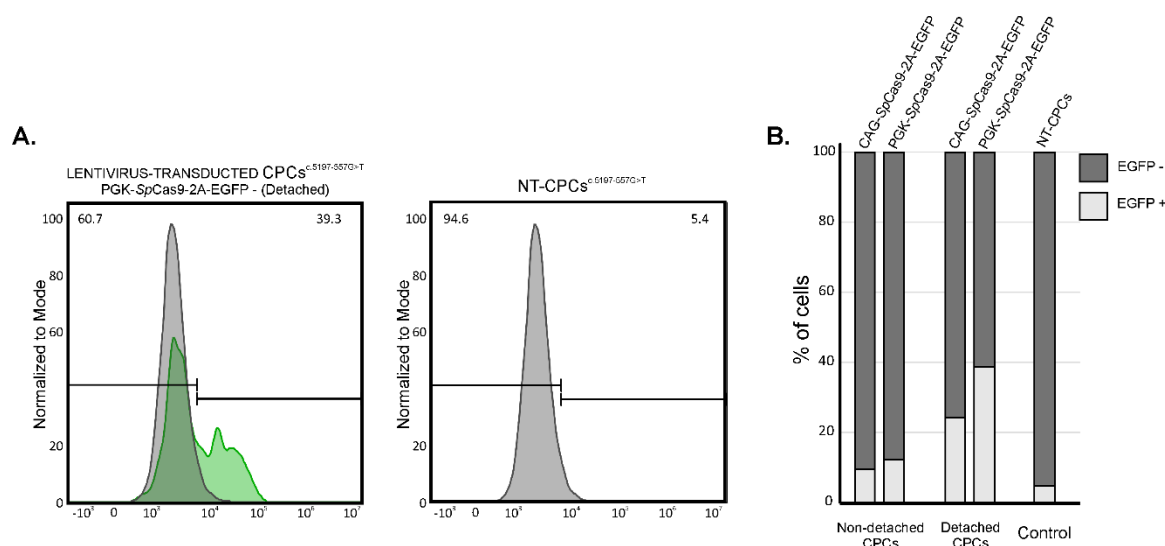 A.
LENTIVIRUS-TRANSDUCTED CPCs c.5197-557G>T
PGK-SpCas9-2A-EGFP - (Detached)
60.7 39.3
Normalized to Mode
100
80
60
40
20
0
-10³ 0 10³ 10⁴ 10⁵ 10⁶ 10⁷
NT-CPCs c.5197-557G>T
94.6 5.4
Normalized to Mode
100
80
60
40
20
0
-10³ 0 10³ 10⁴ 10⁵ 10⁶ 10⁷
B.
CAG-SpCas9-2A-EGFP
PGK-SpCas9-2A-EGFP
CAG-SpCas9-2A-EGFP
PGK-SpCas9-2A-EGFP
NT-CPCs
% of cells
100
80
60
40
20
0
Non-detached
CPCs
Detached
CPCs
Control
EGFP -
EGFP +